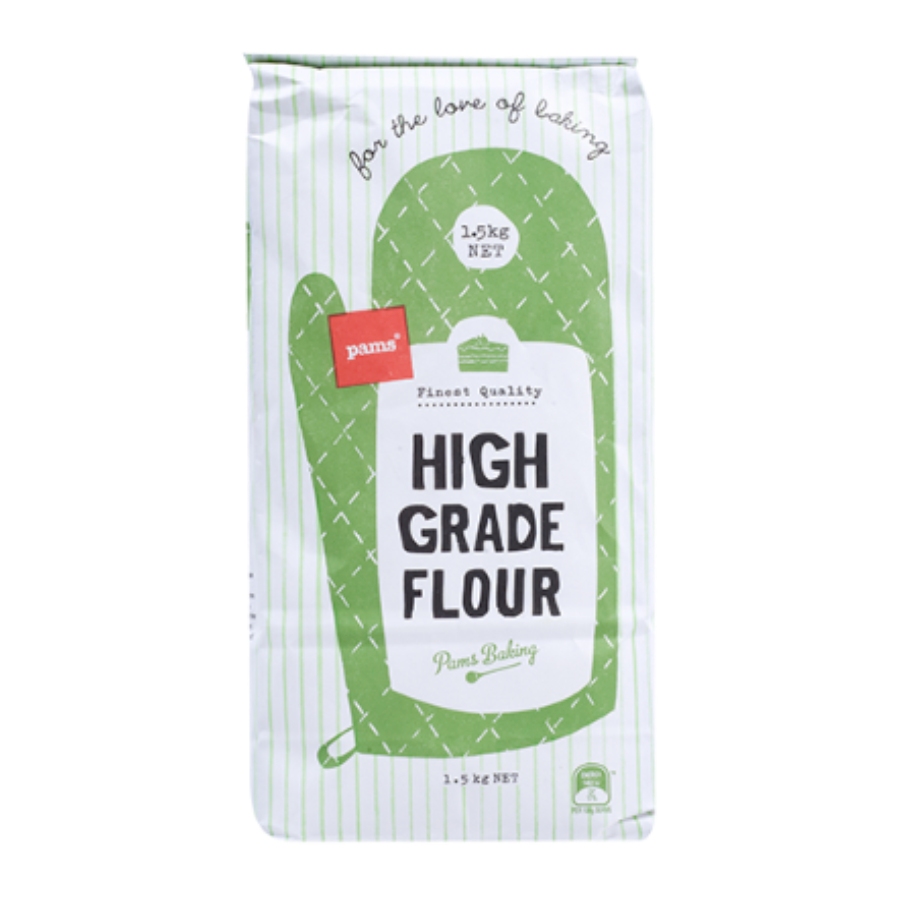 for the love of baking
1.5kg
NET
pams®
Finest Quality
HIGH
GRADE
FLOUR
Pams Baking
1.5 kg NET
ENERGY